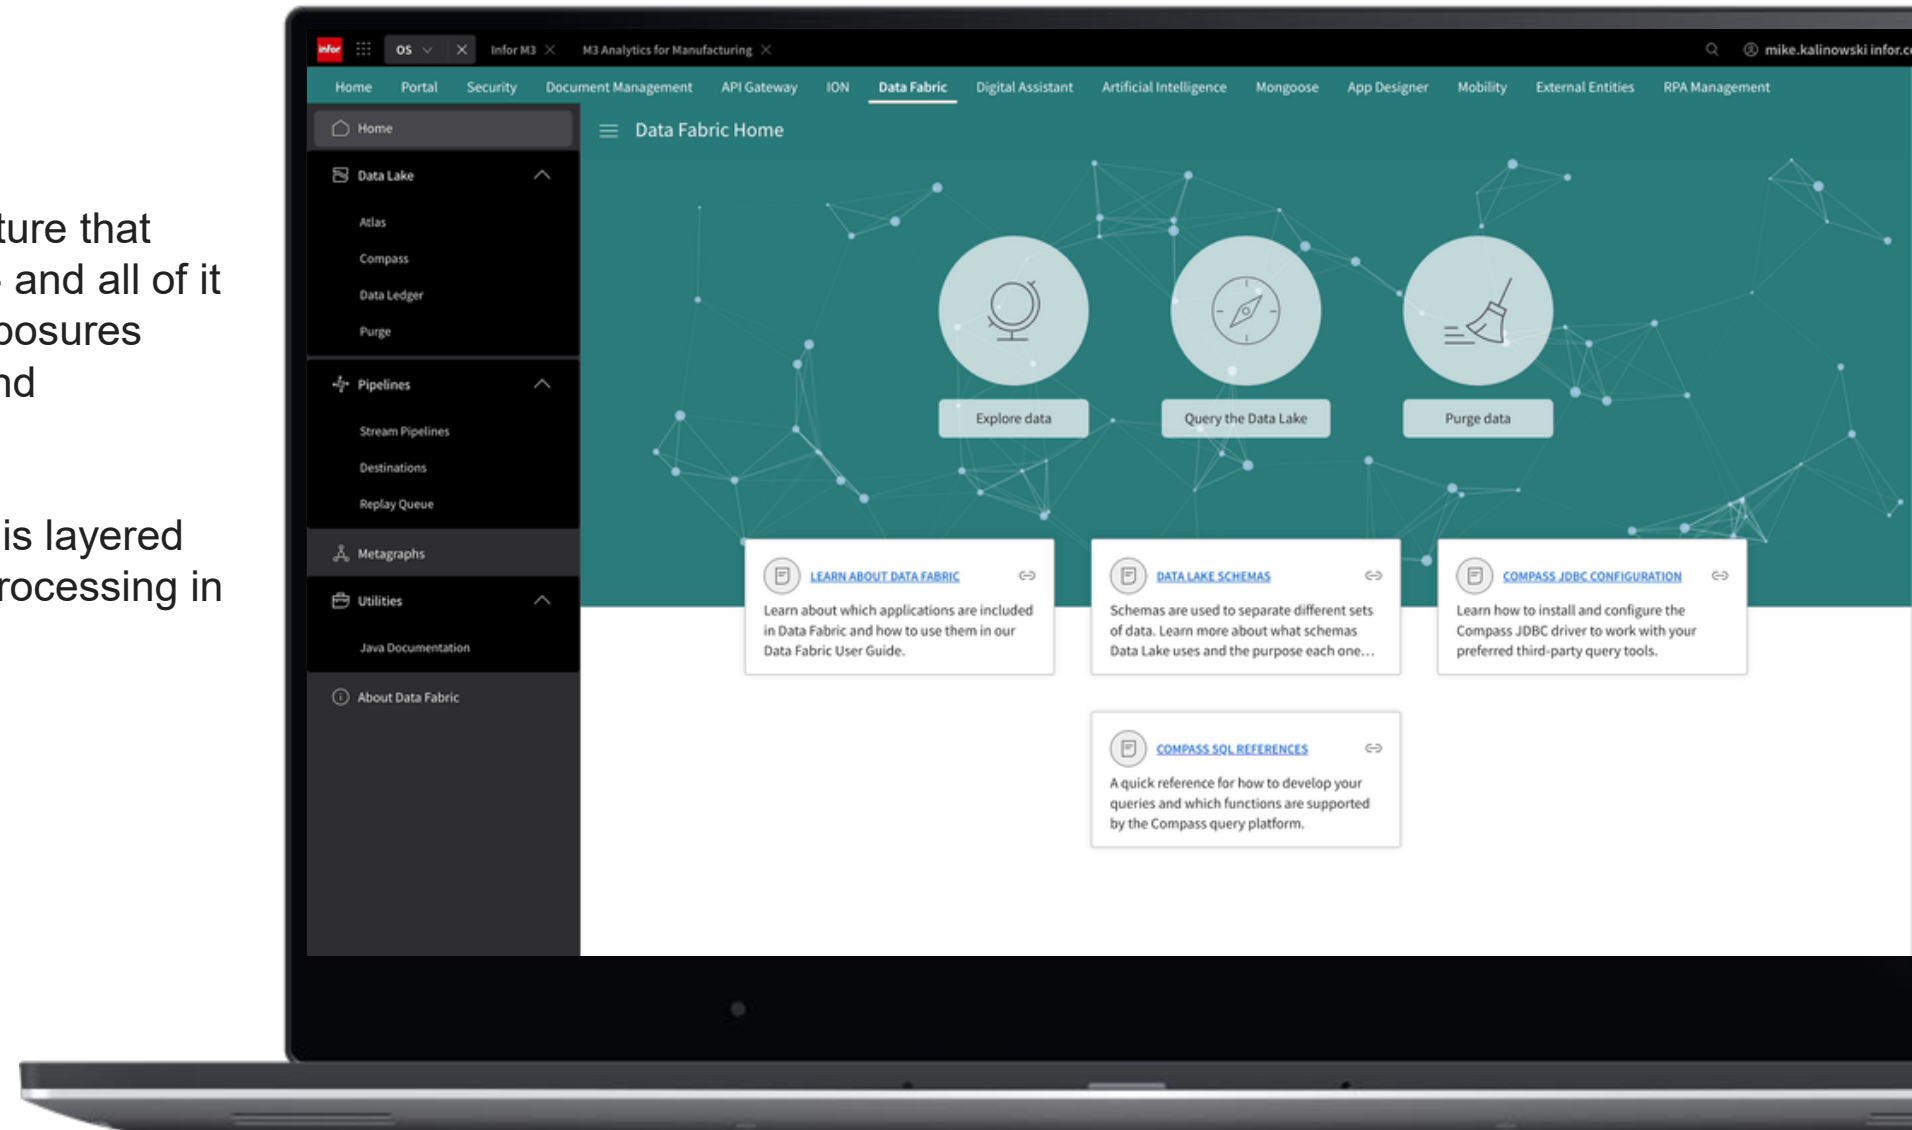 ture that
and all of it
posures
nd
is layered
rocessing in
infor
OS
Infor M3
M3 Analytics for Manufacturing
mike.kalinowski infor.c
Home Portal Security Document Management API Gateway ION Data Fabric Digital Assistant Artificial Intelligence Mongoose App Designer Mobility External Entities RPA Management
Home
Data Lake
Atlas
Compass
Data Ledger
Purge
Pipelines
Stream Pipelines
Destinations
Replay Queue
Metagraphs
Utilities
Java Documentation
About Data Fabric
Data Fabric Home
Explore data
Query the Data Lake
Purge data
LEARN ABOUT DATA FABRIC
Learn about which applications are included
in Data Fabric and how to use them in our
Data Fabric User Guide.
DATA LAKE SCHEMAS
Schemas are used to separate different sets
of data. Learn more about what schemas
Data Lake uses and the purpose each one...
COMPASS JDBC CONFIGURATION
Learn how to install and configure the
Compass JDBC driver to work with your
preferred third-party query tools.
COMPASS SQL REFERENCES
A quick reference for how to develop your
queries and which functions are supported
by the Compass query platform.